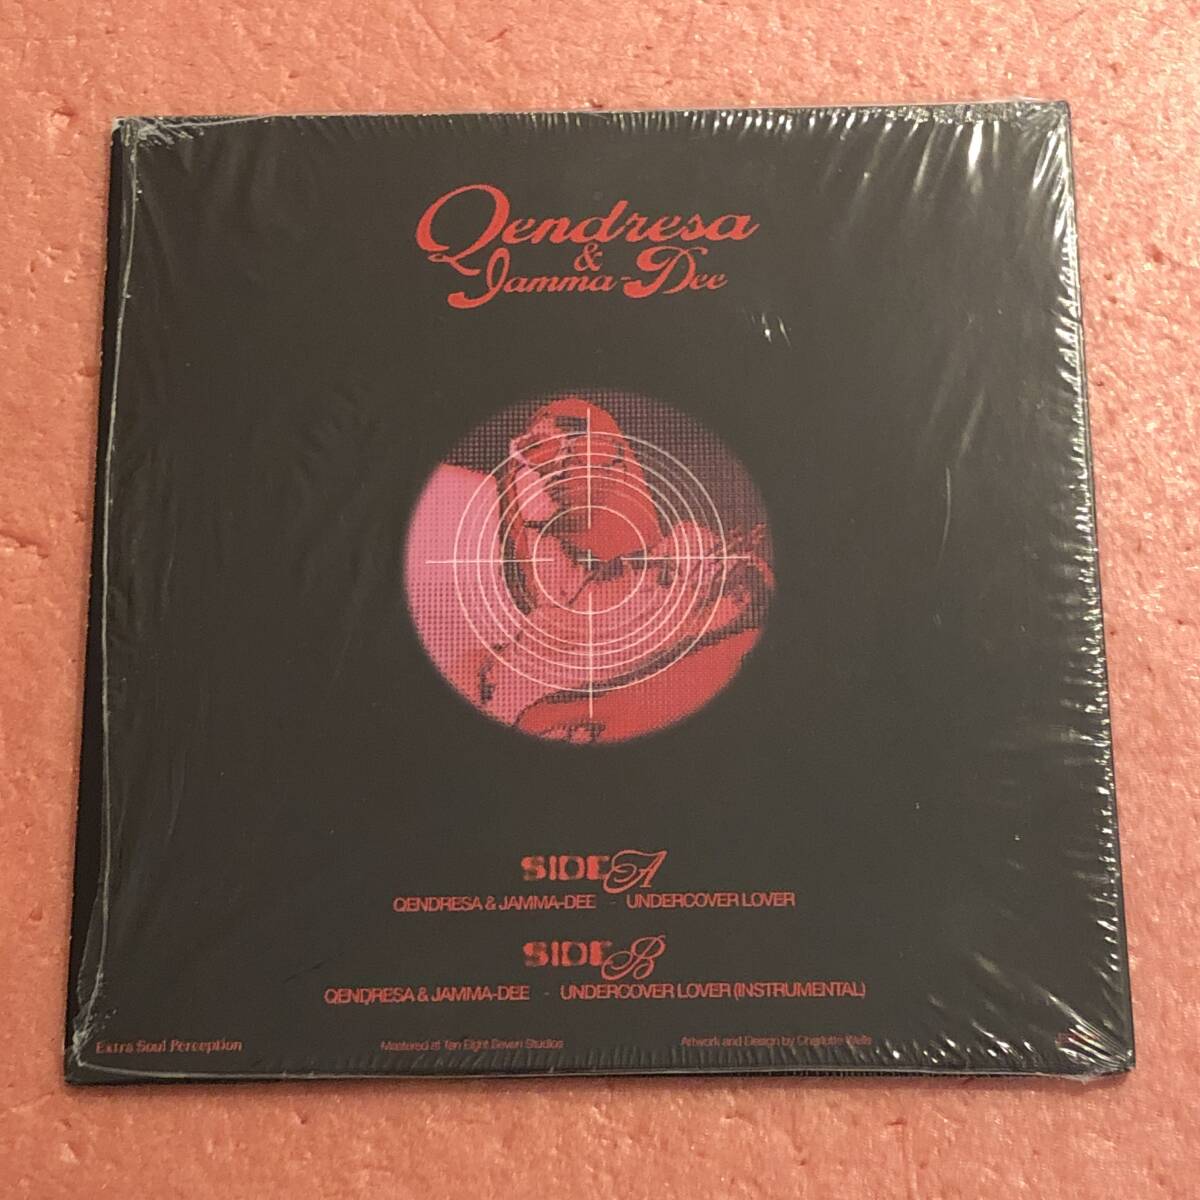 Qendresa
&
Jamma-Dee
SIDE A
QENDRESA & JAMMA-DEE - UNDERCOVER LOVER
SIDE B
QENDRESA & JAMMA-DEE - UNDERCOVER LOVER (INSTRUMENTAL)
Extra Soul Perception
Mastered at Ten Eight Seven Studios
Artwork and Design by Charlotte Wells